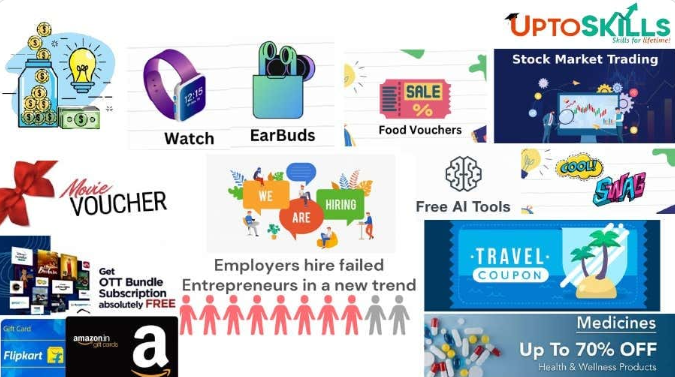 UPTOSKILLS
Skills for lifetime!
Stock Market Trading
12:15
Watch
EarBuds
SALE
%
Food Vouchers
Movie
VOUCHER
WE
ARE
HIRING
Free AI Tools
COOL!
SWAG
Employers hire failed
Entrepreneurs in a new trend
TRAVEL
COUPON
Get
OTT Bundle
Subscription
absolutely FREE
Gift Card
Flipkart
amazon.in
gift cards
a
Medicines
Up To 70% OFF
Health & Wellness Products